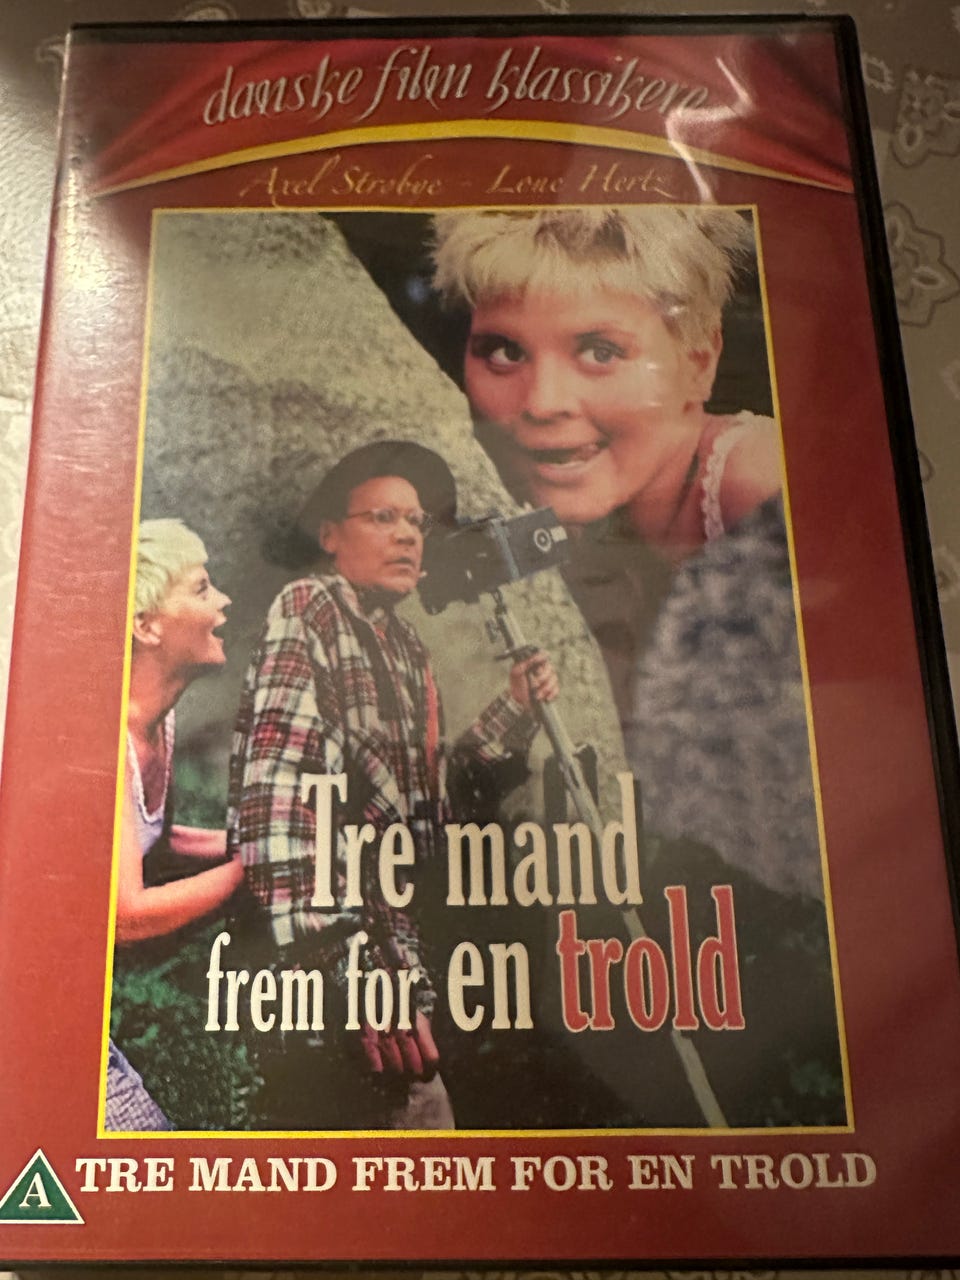 danske film klassikere
Axel Strøbye - Lone Hertz
Tre mand
frem for en trold
A TRE MAND FREM FOR EN TROLD